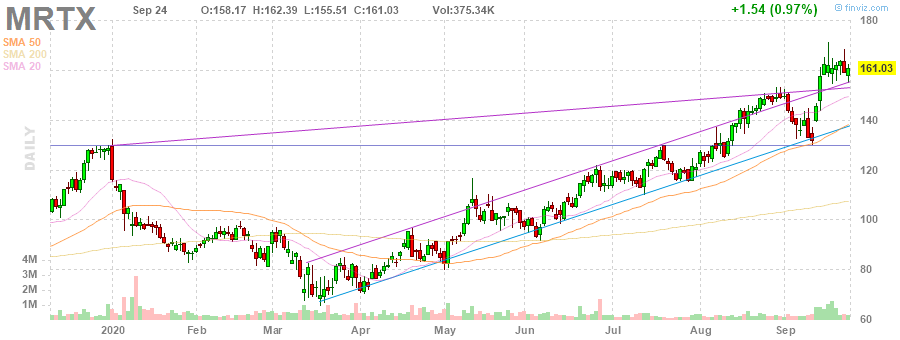 MRTX Sep 24 O:158.17 H:162.39 L:155.51 C:161.03 Vol:375.34K +1.54 (0.97%) © finviz.com
SMA 50
SMA 200
SMA 20
DAILY
180
161.03
140
120
100
80
60
4M
3M
2M
1M
2020 Feb Mar Apr May Jun Jul Aug Sep